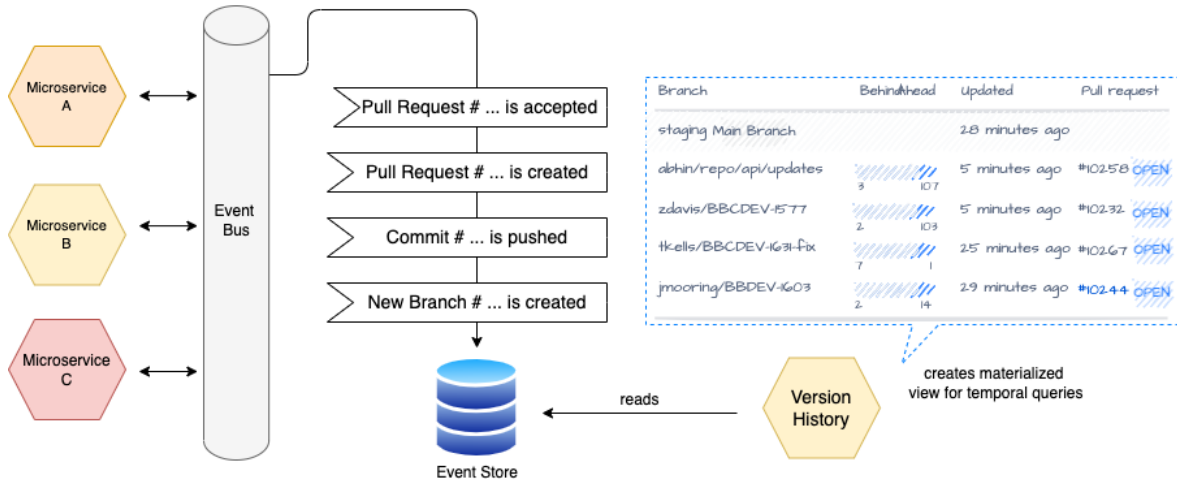 Microservice
A
Microservice
B
Microservice
C
Event
Bus
Pull Request # ... is accepted
Pull Request # ... is created
Commit # ... is pushed
New Branch # ... is created
Event Store
reads
Version
History
creates materialized
view for temporal queries
Branch Behind Ahead Updated Pull request
staging Main Branch 28 minutes ago
abhin/repo/api/updates 5 minutes ago #10258 OPEN
3 107
zdavis/BBCDEV-1577 5 minutes ago #10232 OPEN
2 103
tkells/BBCDEV-1631-fix 25 minutes ago #10267 OPEN
7 1
jmooring/BBDEV-1603 29 minutes ago #10244 OPEN
2 14